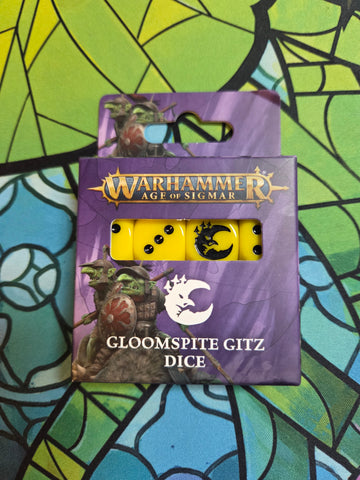 WARHAMMER
AGE OF SIGMAR
GLOOMSPITE GITZ
DICE